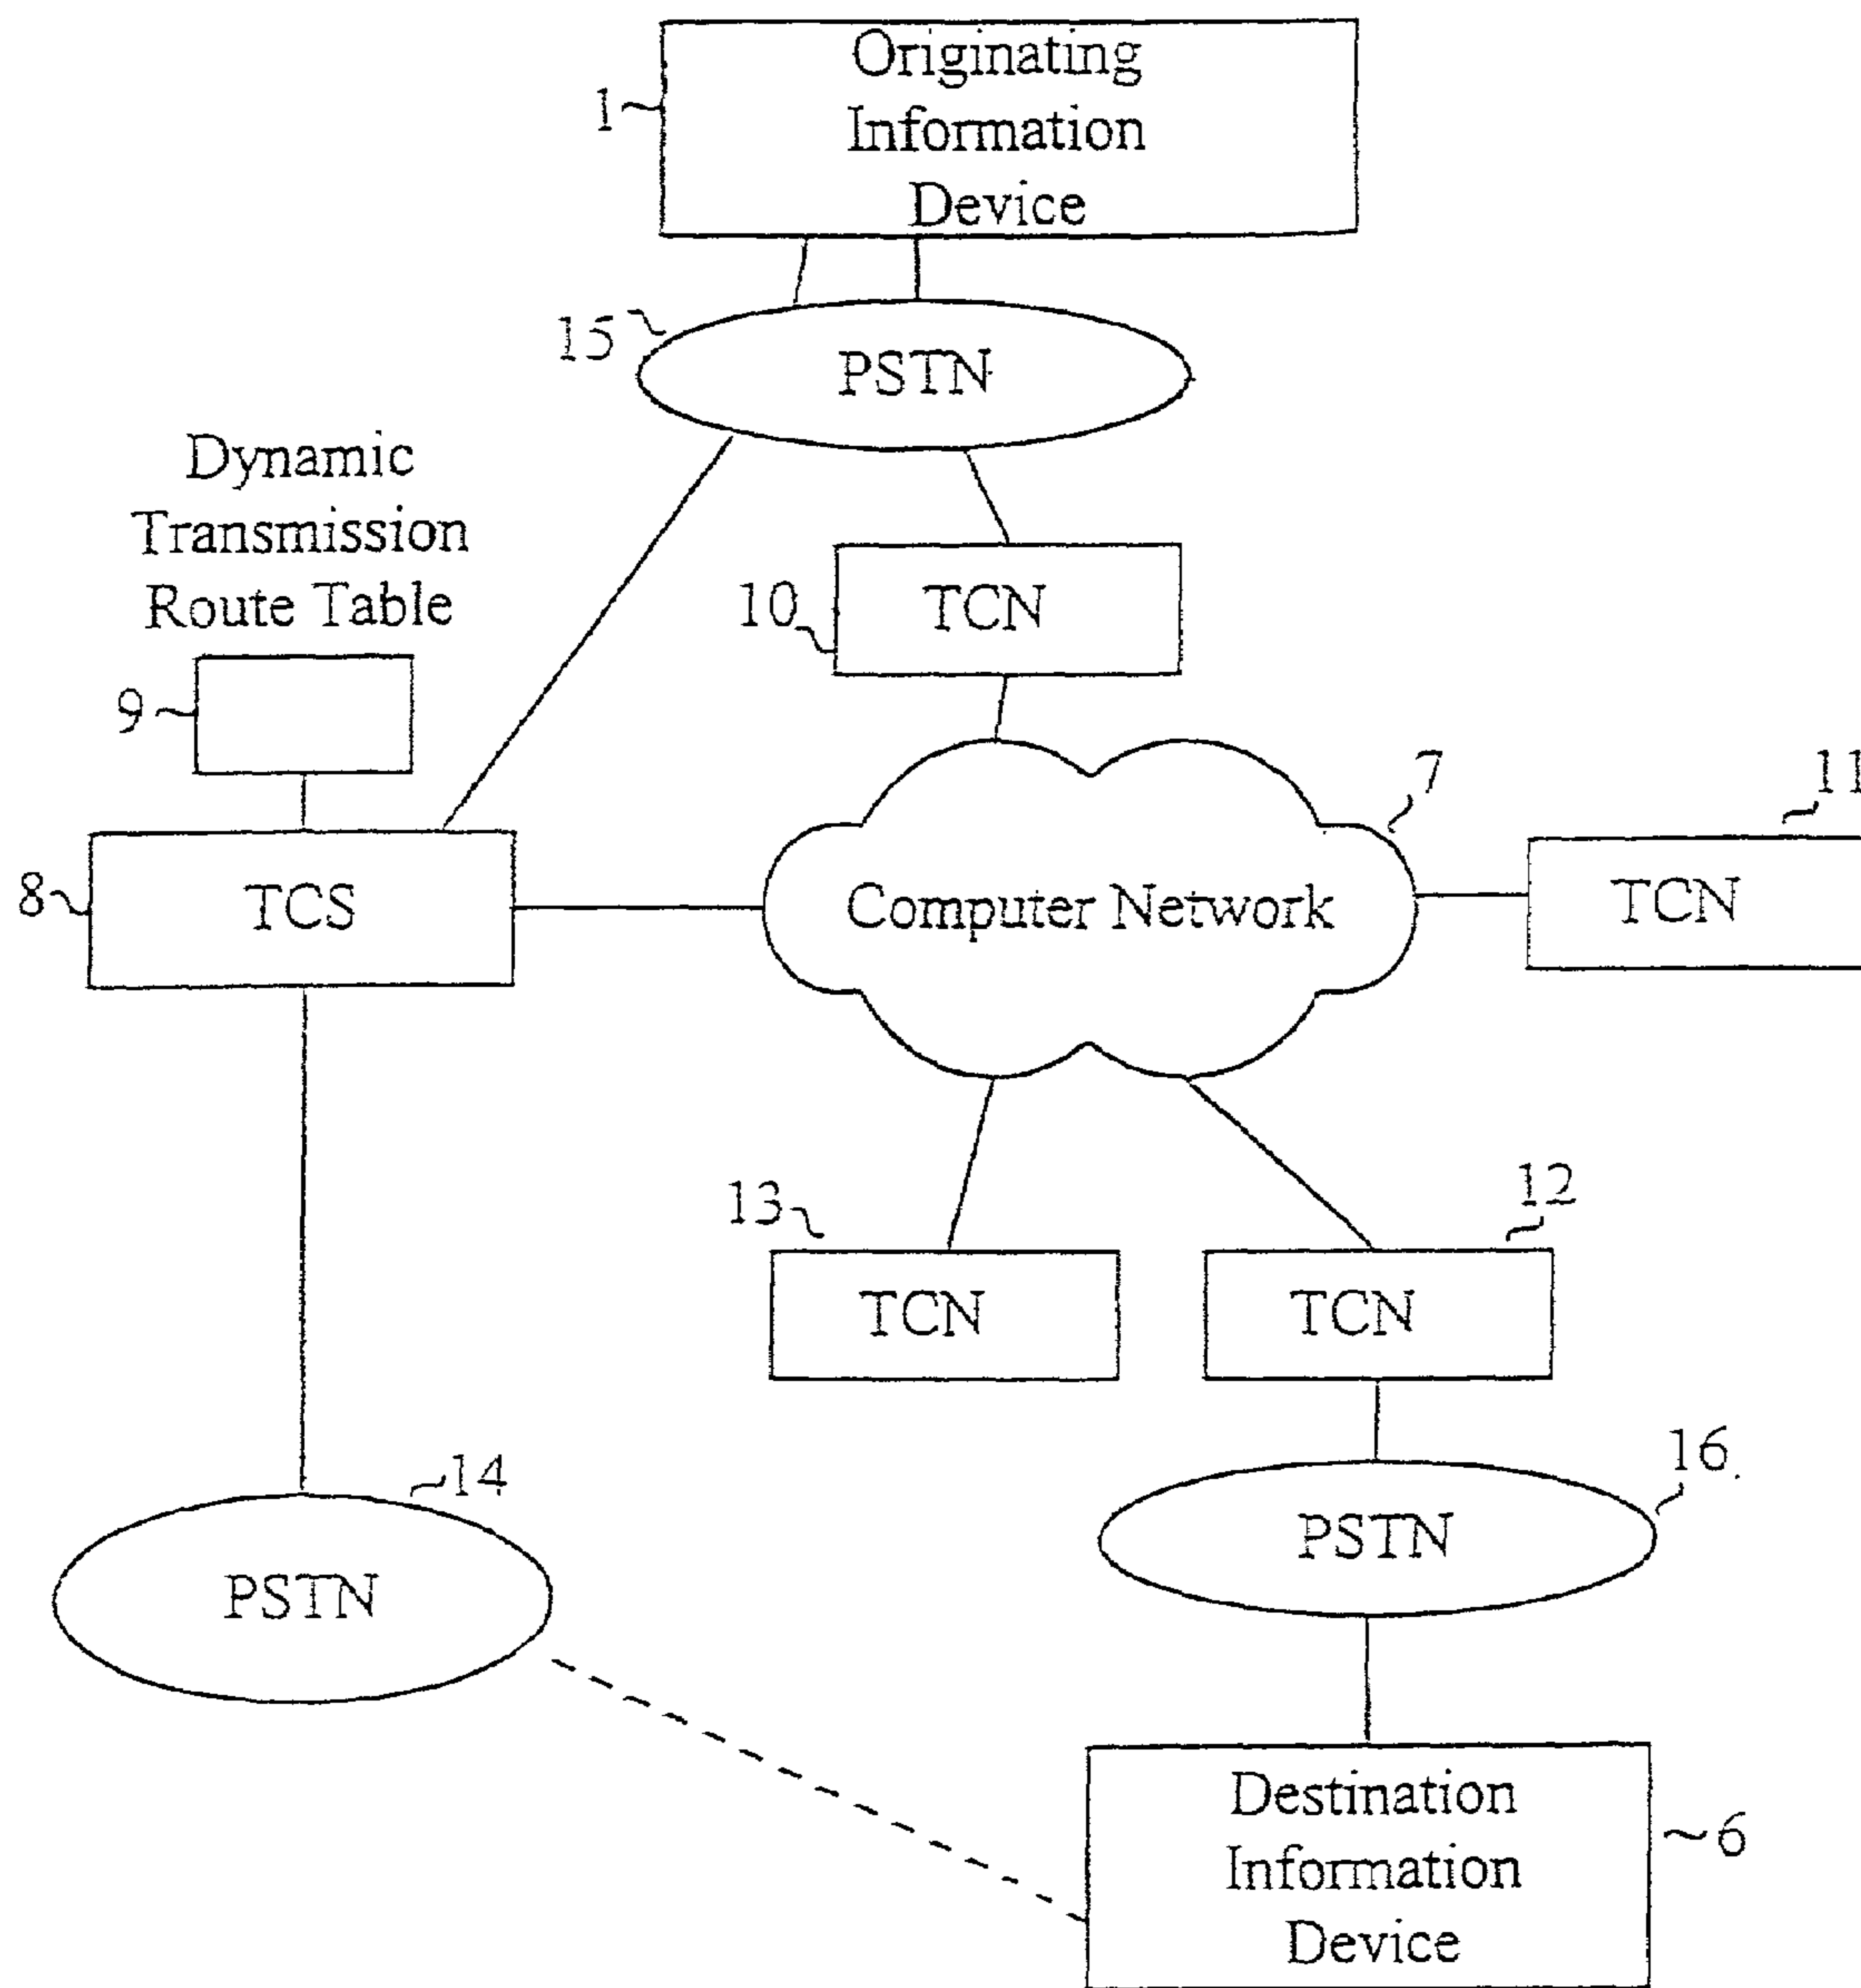 Originating
Information
Device
1
15
PSTN
Dynamic
Transmission
Route Table
10
TCN
9
7
11
8
TCS
Computer Network
TCN
13
12
TCN
TCN
14
16
PSTN
PSTN
Destination
Information
Device
6